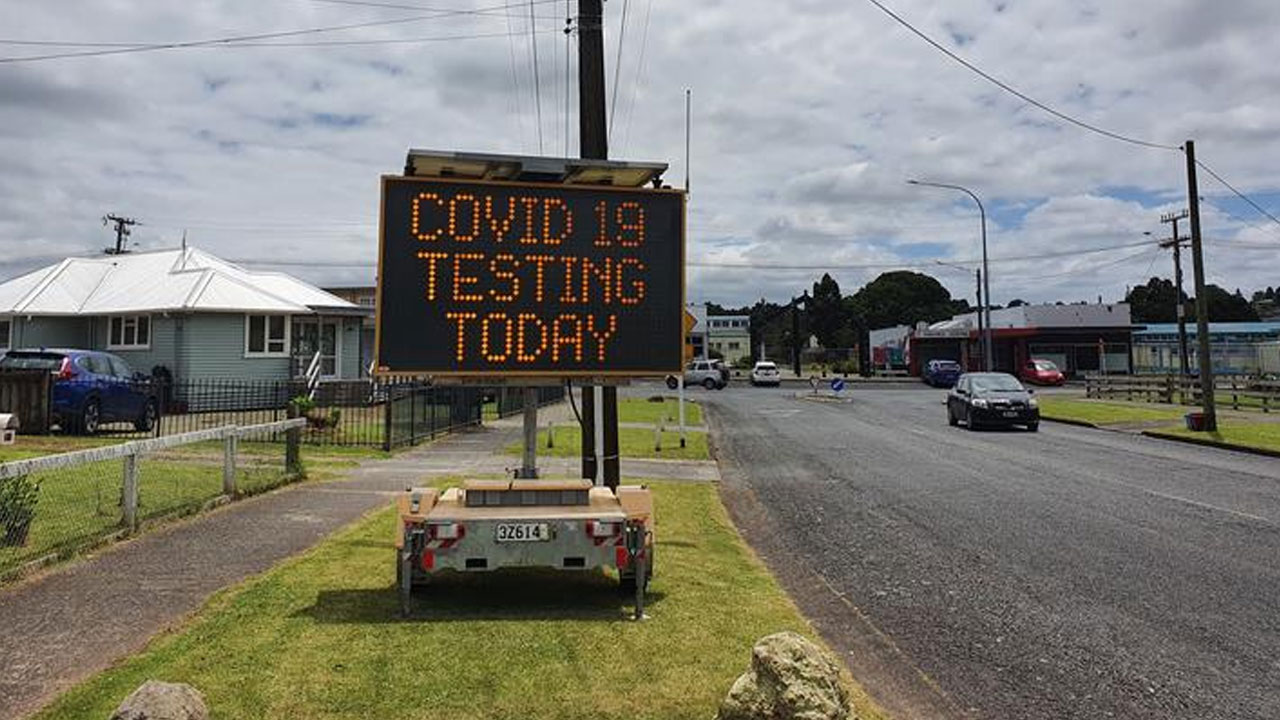 COVID 19
TESTING
TODAY
3Z614